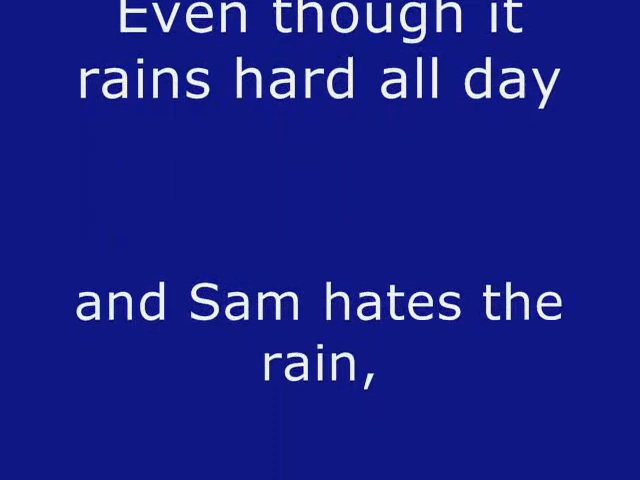 Even though it
rains hard all day
and Sam hates the
rain,